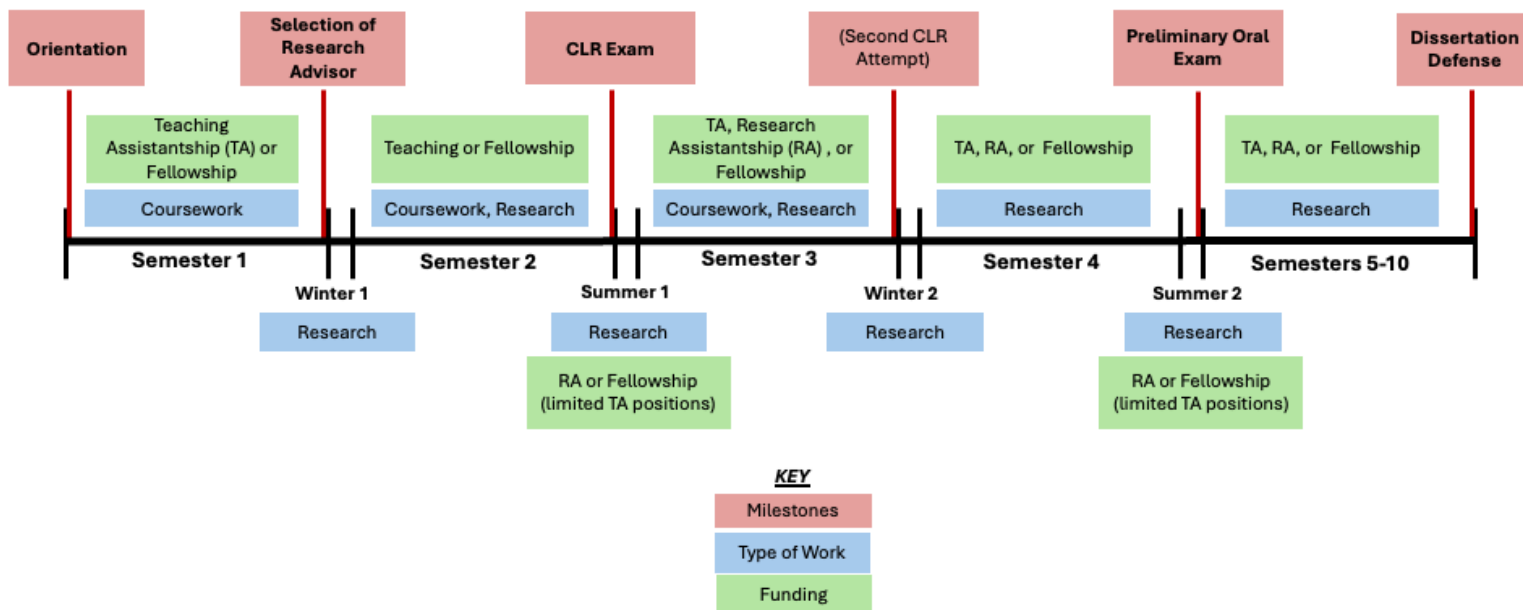 Orientation
Selection of
Research
Advisor
CLR Exam
(Second CLR
Attempt)
Preliminary Oral
Exam
Dissertation
Defense
Teaching
Assistantship (TA) or
Fellowship
Teaching or Fellowship
TA, Research
Assistantship (RA) , or
Fellowship
TA, RA, or Fellowship
TA, RA, or Fellowship
Coursework
Coursework, Research
Coursework, Research
Research
Research
Semester 1
Semester 2
Semester 3
Semester 4
Semesters 5-10
Winter 1
Summer 1
Winter 2
Summer 2
Research
Research
Research
Research
RA or Fellowship
(limited TA positions)
RA or Fellowship
(limited TA positions)
KEY
Milestones
Type of Work
Funding